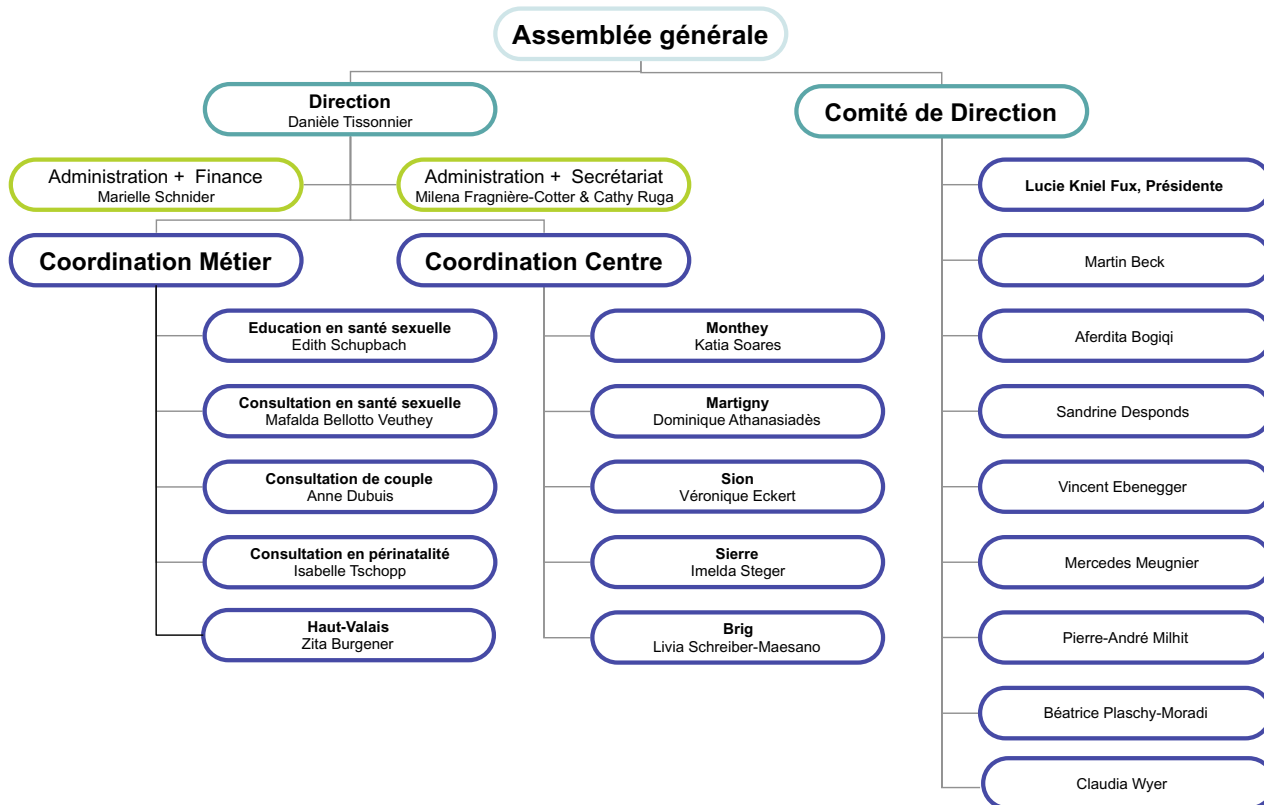 Assemblée générale
Direction
Danièle Tissonnier
Comité de Direction
Administration + Finance
Marielle Schnider
Administration + Secrétariat
Milena Fragnière-Cotter & Cathy Ruga
Coordination Métier
Coordination Centre
Education en santé sexuelle
Edith Schupbach
Consultation en santé sexuelle
Mafalda Bellotto Veuthey
Consultation de couple
Anne Dubuis
Consultation en périnatalité
Isabelle Tschopp
Haut-Valais
Zita Burgener
Monthey
Katia Soares
Martigny
Dominique Athanasiadès
Sion
Véronique Eckert
Sierre
Imelda Steger
Brig
Livia Schreiber-Maesano
Lucie Kniel Fux, Présidente
Martin Beck
Aferdita Bogiqi
Sandrine Desponds
Vincent Ebenegger
Mercedes Meugnier
Pierre-André Milhit
Béatrice Plaschy-Moradi
Claudia Wyer